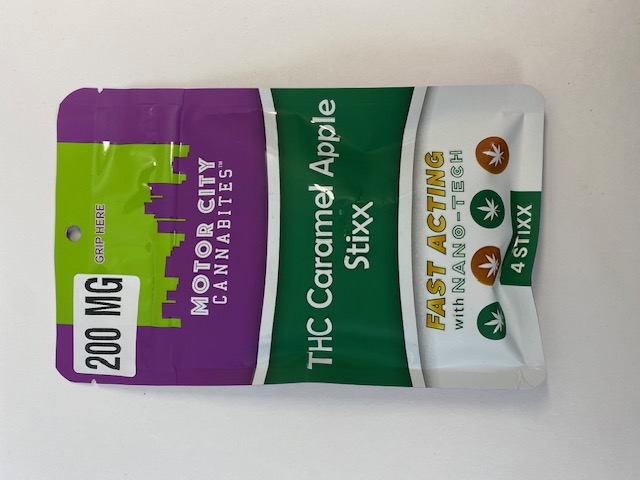 200 MG
GRIP HERE
MOTOR CITY
CANNABITES™
THC Caramel Apple
Stixx
FAST ACTING
with NANO-TECH
4 STIXX